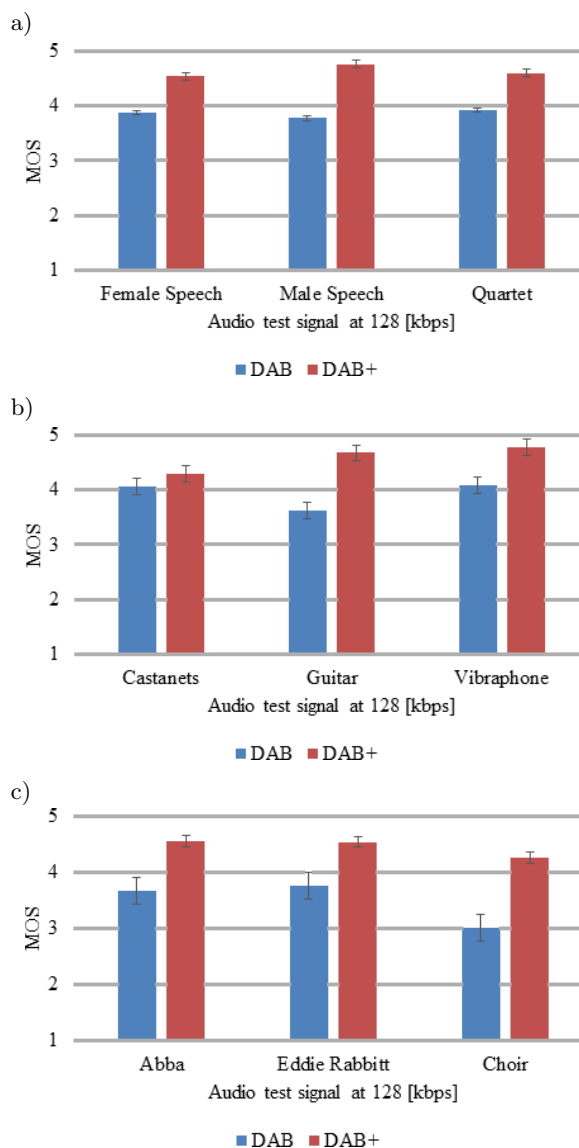 a)
5
4
3
2
1
MOS
Female Speech Male Speech Quartet
Audio test signal at 128 [kbps]
DAB DAB+
b)
5
4
3
2
1
MOS
Castanets Guitar Vibraphone
Audio test signal at 128 [kbps]
DAB DAB+
c)
5
4
3
2
1
MOS
Abba Eddie Rabbitt Choir
Audio test signal at 128 [kbps]
DAB DAB+